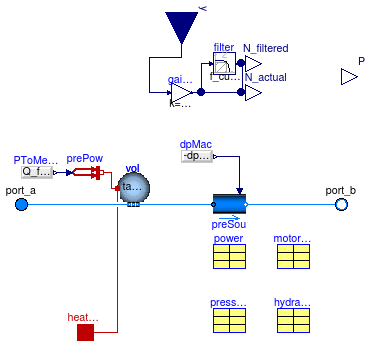 y
filter
N_filtered
f_cu...
P
gai...
N_actual
k=...
dpMac
-dp...
PToMe...
prePow
vol
Q_f...
ta...
port_a
port_b
preSou
power
motor...
press...
hydra...
heat...